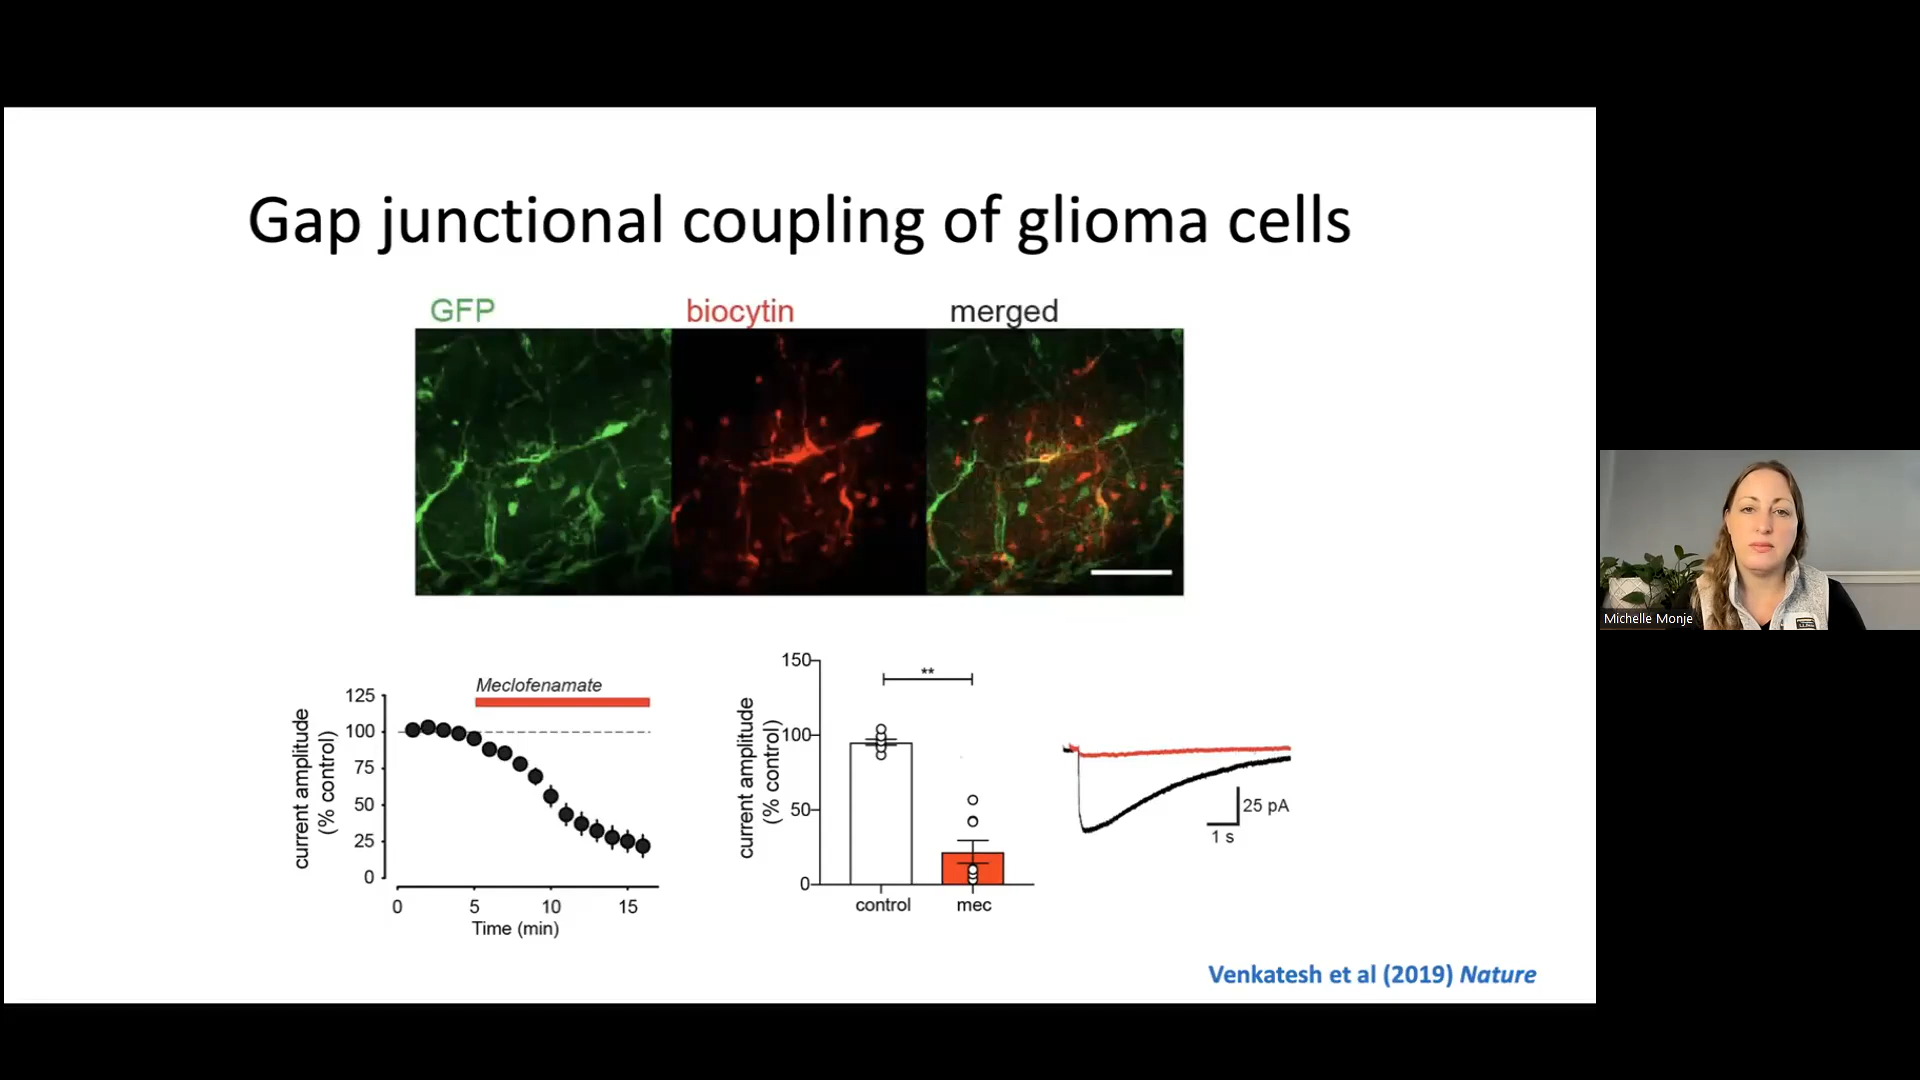 Gap junctional coupling of glioma cells
GFP
biocytin
merged
Meclofenamate
125
100
75
50
25
0
current amplitude
(% control)
0
5
10
15
Time (min)
150
100
50
0
current amplitude
(% control)
**
control
mec
25 pA
1 s
Venkatesh et al (2019) Nature
Michelle Monje